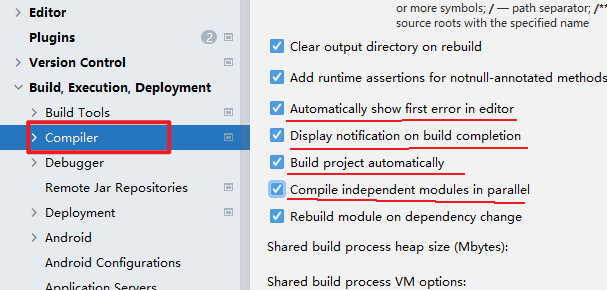 or more symbols; / — path separator; /**
source roots with the specified name
Editor
Plugins
2
Version Control
Build, Execution, Deployment
Build Tools
Compiler
Debugger
Remote Jar Repositories
Deployment
Android
Android Configurations
Application Servers
Clear output directory on rebuild
Add runtime assertions for notnull-annotated methods
Automatically show first error in editor
Display notification on build completion
Build project automatically
Compile independent modules in parallel
Rebuild module on dependency change
Shared build process heap size (Mbytes):
Shared build process VM options: